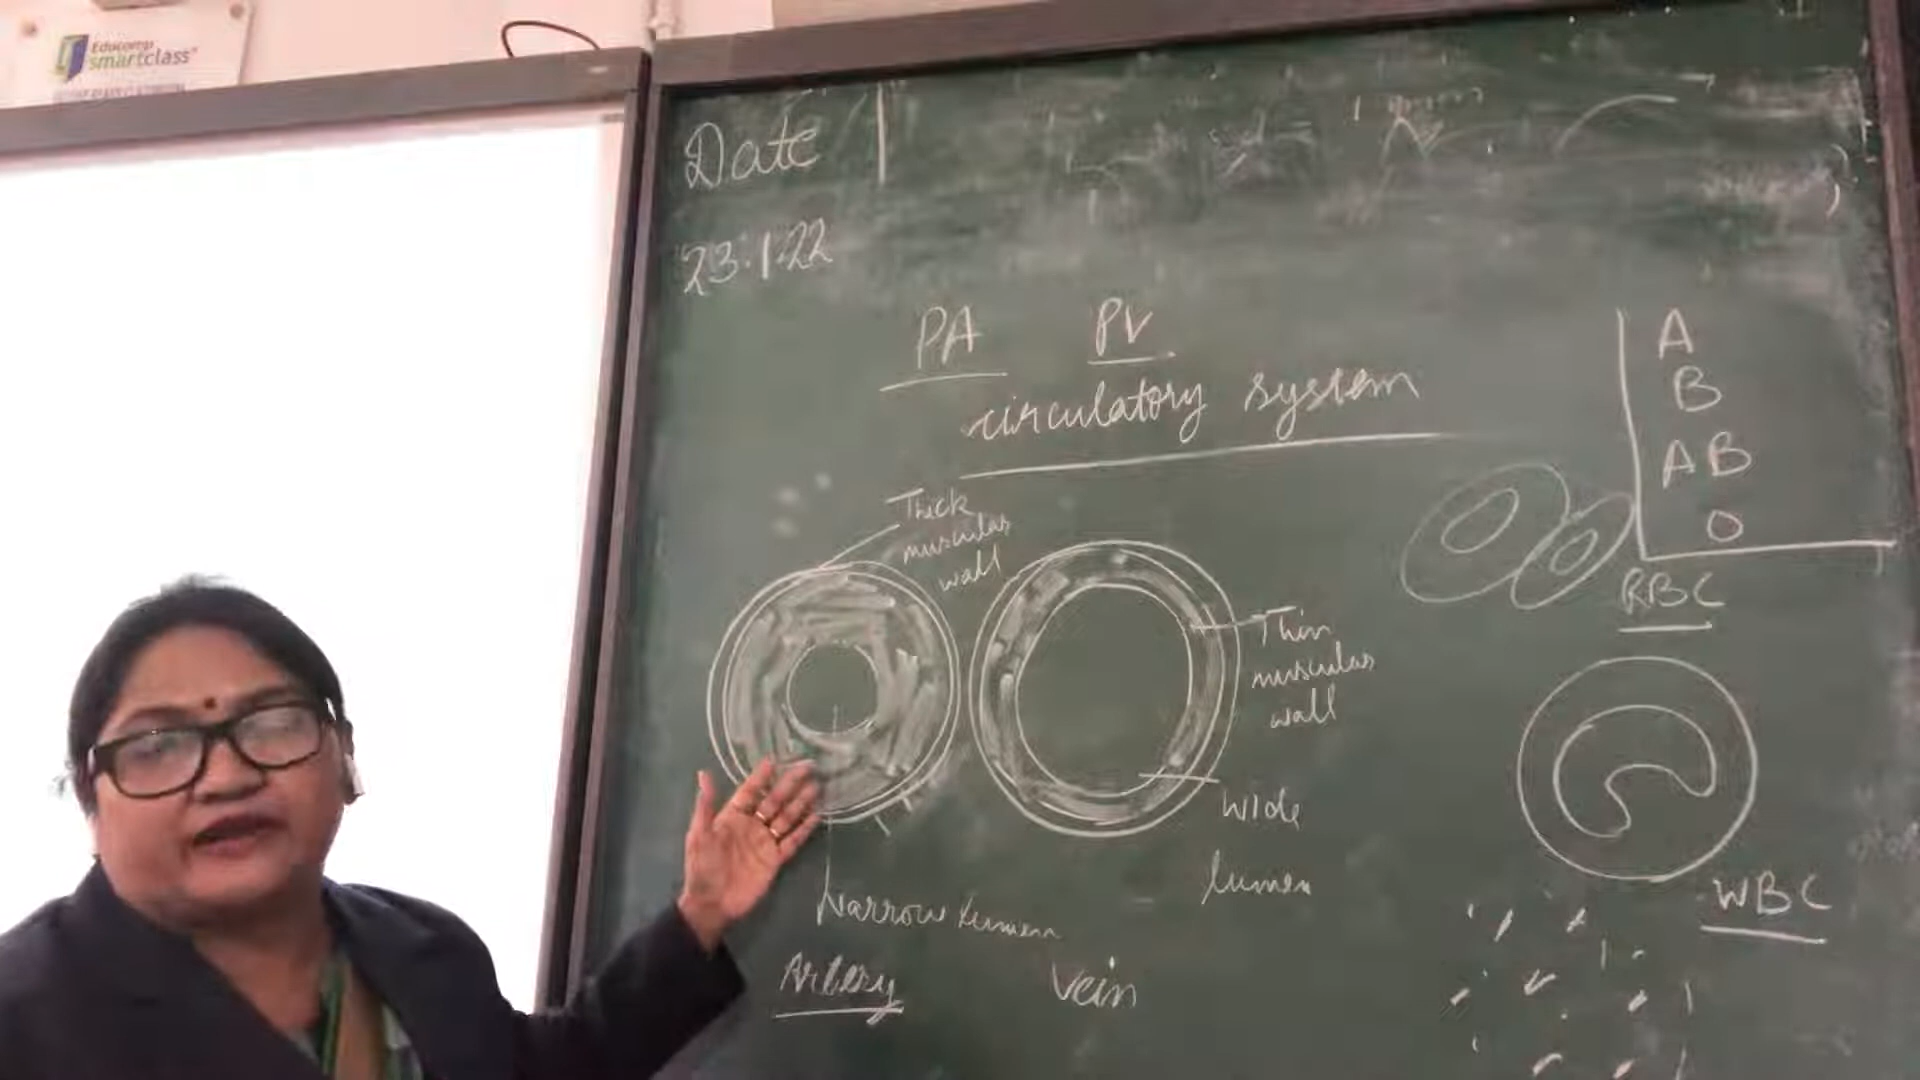 Educomp
smartclass
Date
23.1.22
PA
PV
circulatory system
A
B
AB
O
RBC
Thick
muscular
wall
Thin
muscular
wall
Wide
lumen
Narrow lumen
Artery
Vein
WBC